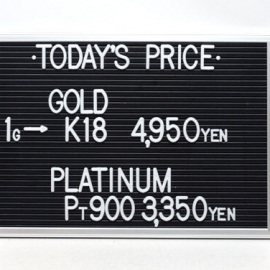 ·TODAY'S PRICE·
GOLD
1G→ K18 4,950YEN
PLATINUM
PT900 3,350YEN